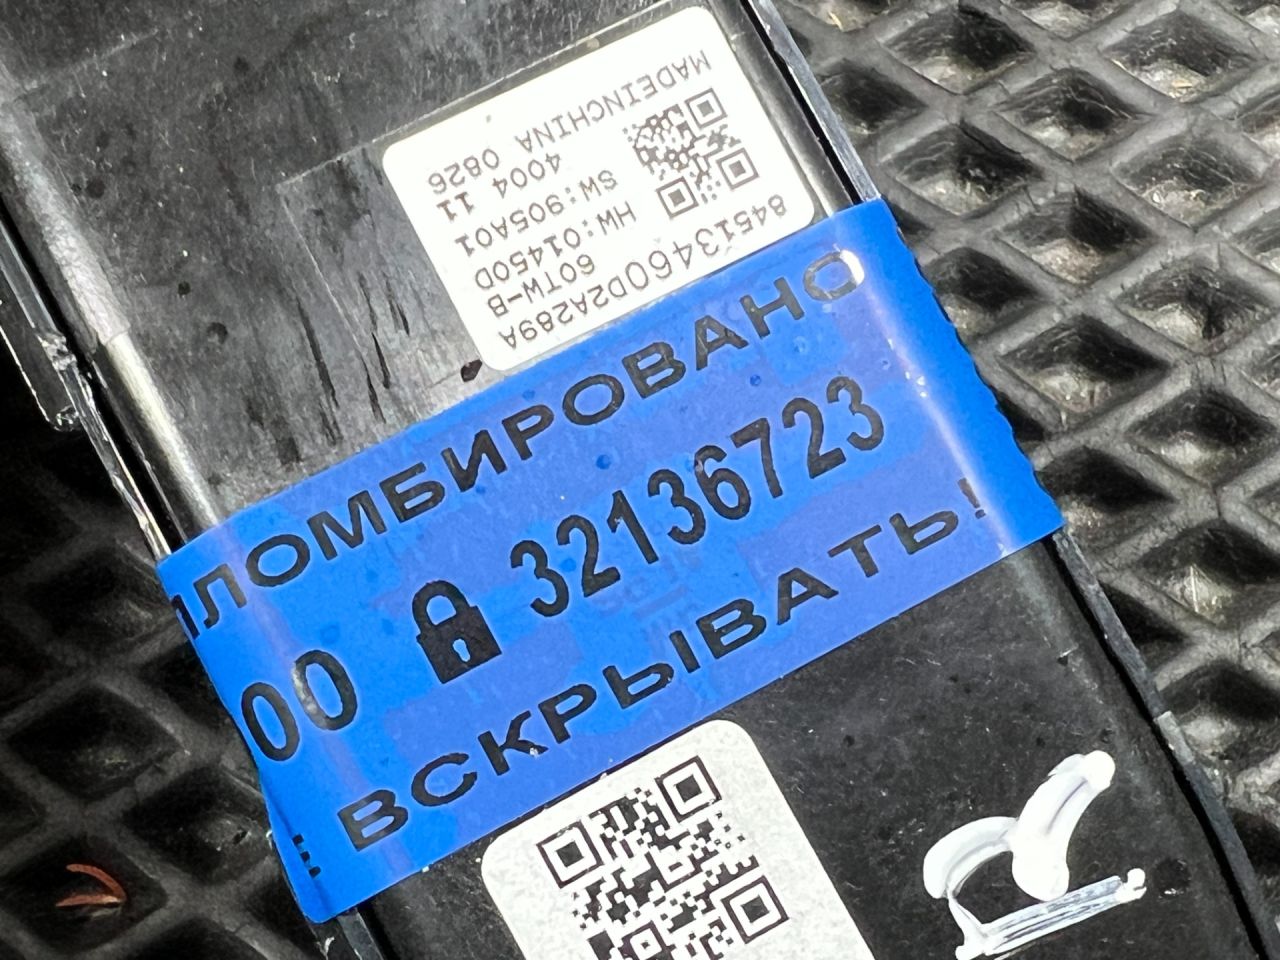 84513460D2A289A
60TW-B
HW:01450D
SW:905A01
4004 11
MADEINCHINA 0826
ПЛОМБИРОВАНО
00 32136723
Е ВСКРЫВАТЬ!